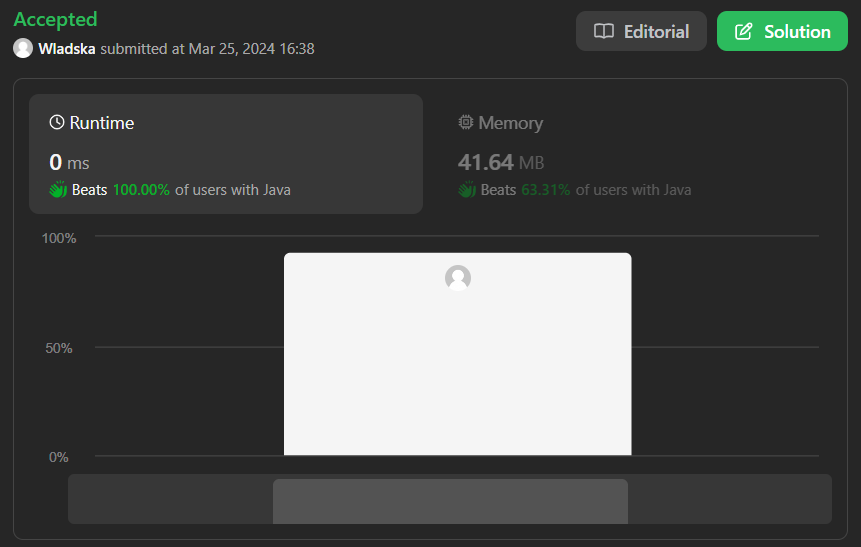 Accepted
Wladska submitted at Mar 25, 2024 16:38
Editorial
Solution
Runtime
0 ms
Beats 100.00% of users with Java
Memory
41.64 MB
Beats 63.31% of users with Java
100%
50%
0%